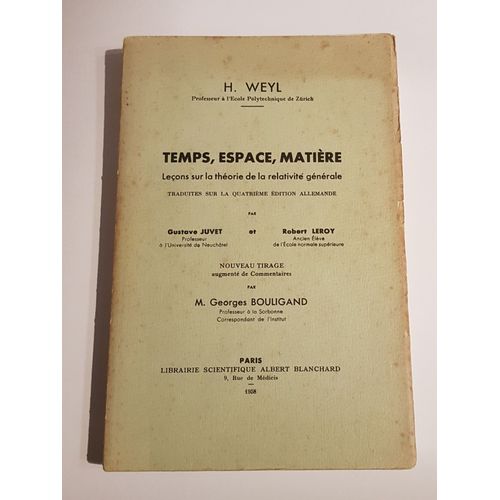 H. WEYL
Professeur à l'Ecole Polytechnique de Zürich
TEMPS, ESPACE, MATIÈRE
Leçons sur la théorie de la relativité générale
TRADUITES SUR LA QUATRIÈME ÉDITION ALLEMANDE
PAR
Gustave JUVET et Robert LEROY
Professeur Ancien Élève
à l'Université de Neuchâtel de l'École normale supérieure
NOUVEAU TIRAGE
augmenté de Commentaires
PAR
M. Georges BOULIGAND
Professeur à la Sorbonne
Correspondant de l'Institut
PARIS
LIBRAIRIE SCIENTIFIQUE ALBERT BLANCHARD
9, Rue de Médicis
1958